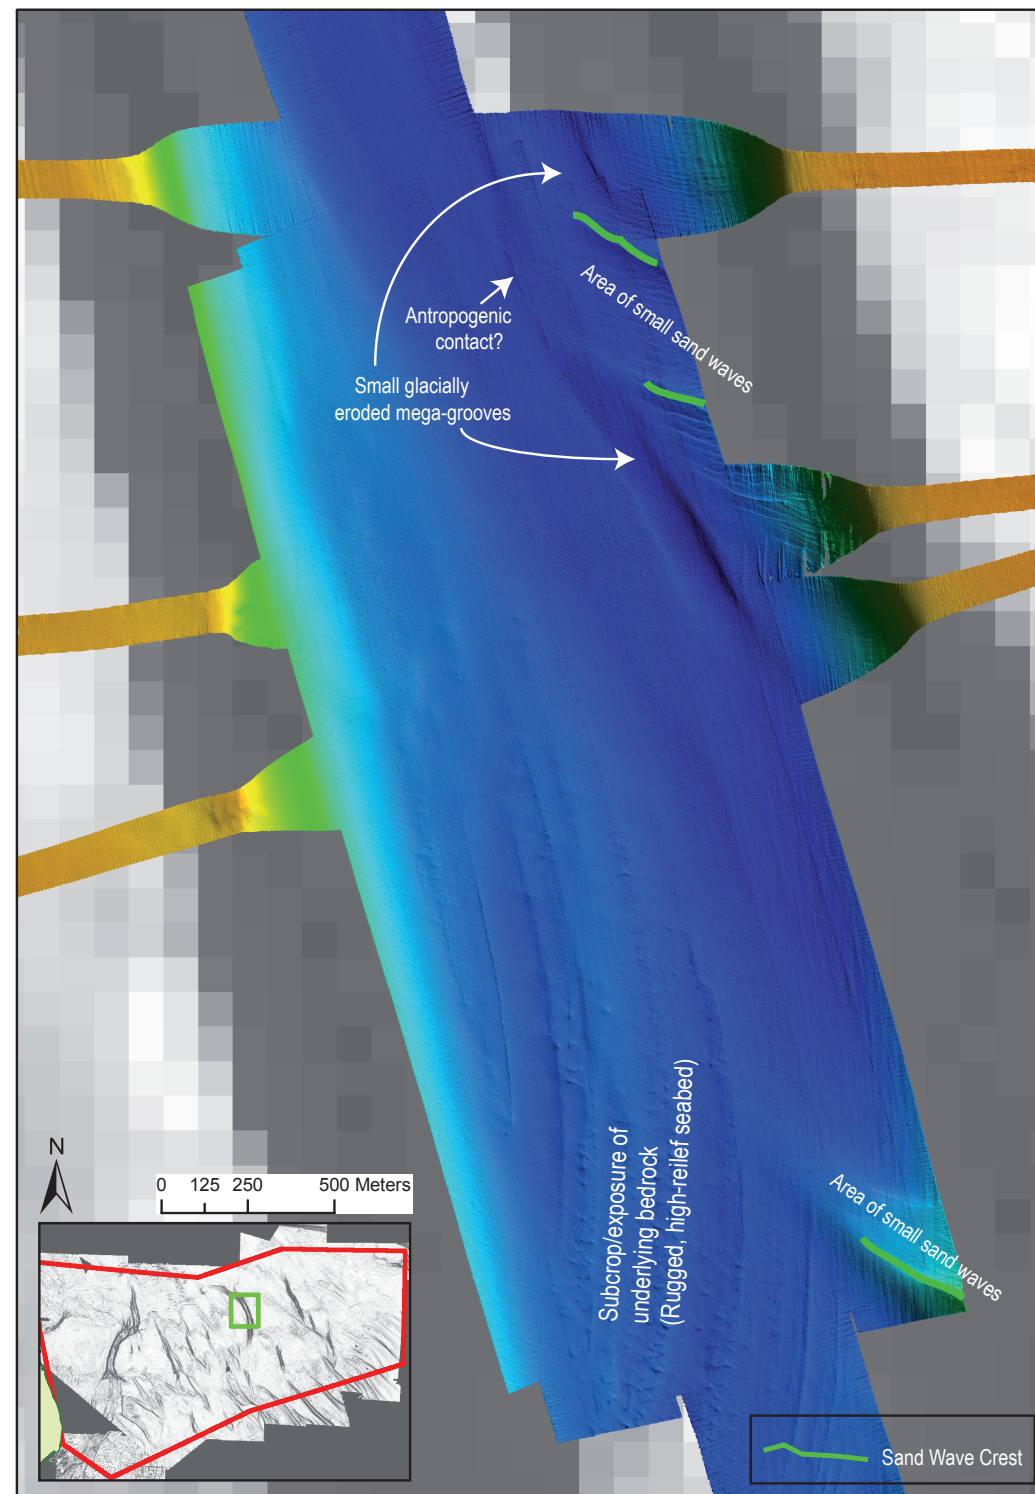 Area of small sand waves
Antropogenic
contact?
Small glacially
eroded mega-grooves
Subcrop/exposure of
underlying bedrock
(Rugged, high-reilef seabed)
Area of small sand waves
N
0 125 250 500 Meters
Sand Wave Crest